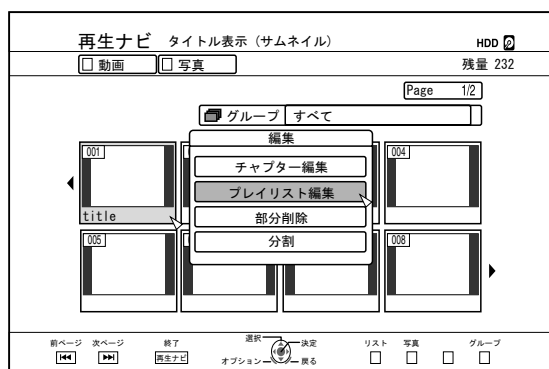 再生ナビ タイトル表示（サムネイル） HDD
動画 写真 残量 232
Page 1/2
グループ すべて
編集
001 004
チャプター編集
プレイリスト編集
title
部分削除
005 分割 008
前ページ 次ページ 終了 選択 決定 リスト 写真 グループ
再生ナビ オプション 戻る